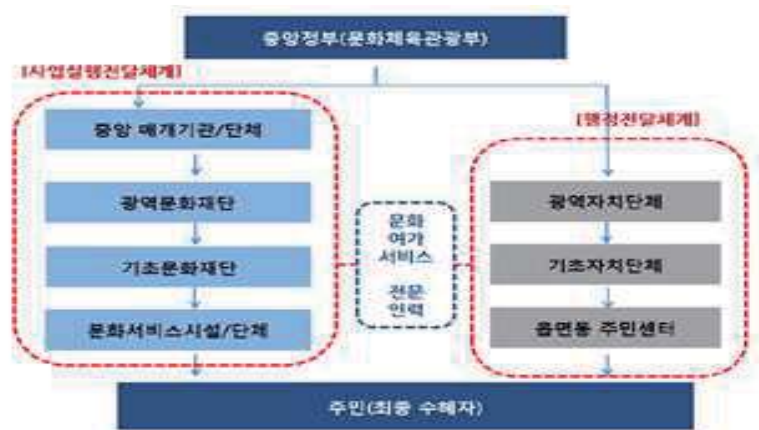 중앙정부(문화체육관광부)
[사업실행전달체계]
[행정전달체계]
중앙 매개기관/단체
광역문화재단
기초문화재단
문화서비스시설/단체
문화
여가
서비스
전문
인력
광역자치단체
기초자치단체
읍면동 주민센터
주민(최종 수혜자)